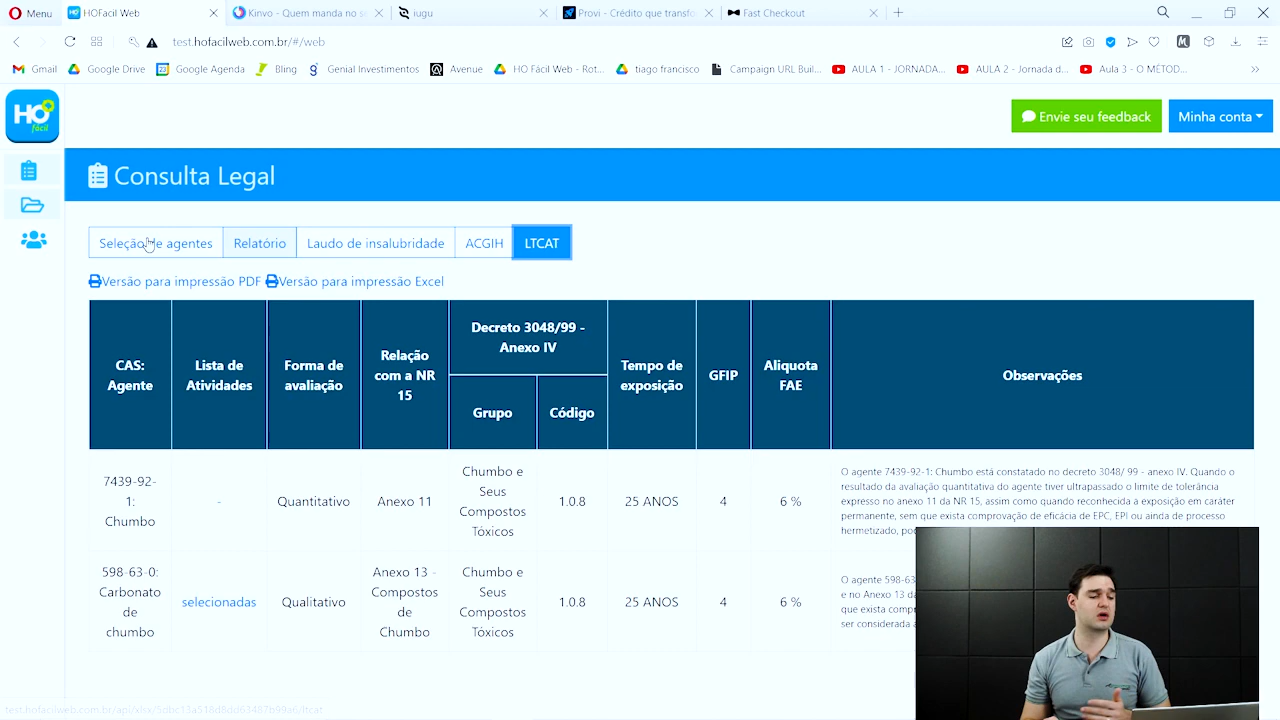 Menu
HOFacil Web
Kinvo - Quem manda no se
iugu
Provi - Crédito que transfo
Fast Checkout
test.hofacilweb.com.br/#/web
Gmail
Google Drive
Google Agenda
Bling
Genial Investimentos
Avenue
HO Fácil Web - Rot...
tiago francisco
Campaign URL Buil...
AULA 1 - JORNADA...
AULA 2 - Jornada d...
Aula 3 - O MÉTOD...
HO
fácil
Envie seu feedback
Minha conta
Consulta Legal
Seleção de agentes
Relatório
Laudo de insalubridade
ACGIH
LTCAT
Versão para impressão PDF
Versão para impressão Excel
CAS:
Agente
Lista de
Atividades
Forma de
avaliação
Relação
com a NR
15
Decreto 3048/99 -
Anexo IV
Grupo
Código
Tempo de
exposição
GFIP
Aliquota
FAE
Observações
7439-92-
1:
Chumbo
-
Quantitativo
Anexo 11
Chumbo e
Seus
Compostos
Tóxicos
1.0.8
25 ANOS
4
6 %
O agente 7439-92-1: Chumbo está constatado no decreto 3048/ 99 - anexo IV. Quando o
resultado da avaliação quantitativa do agente tiver ultrapassado o limite de tolerância
expresso no anexo 11 da NR 15, assim como quando reconhecida a exposição em caráter
permanente, sem que exista comprovação de eficácia de EPC, EPI ou ainda de processo
hermetizado,
598-63-0:
Carbonato
de
chumbo
selecionadas
Qualitativo
Anexo 13 -
Compostos
de
Chumbo
Chumbo e
Seus
Compostos
Tóxicos
1.0.8
25 ANOS
4
6 %
O agente 598-63
e no Anexo 13 da
que exista
ser considerada